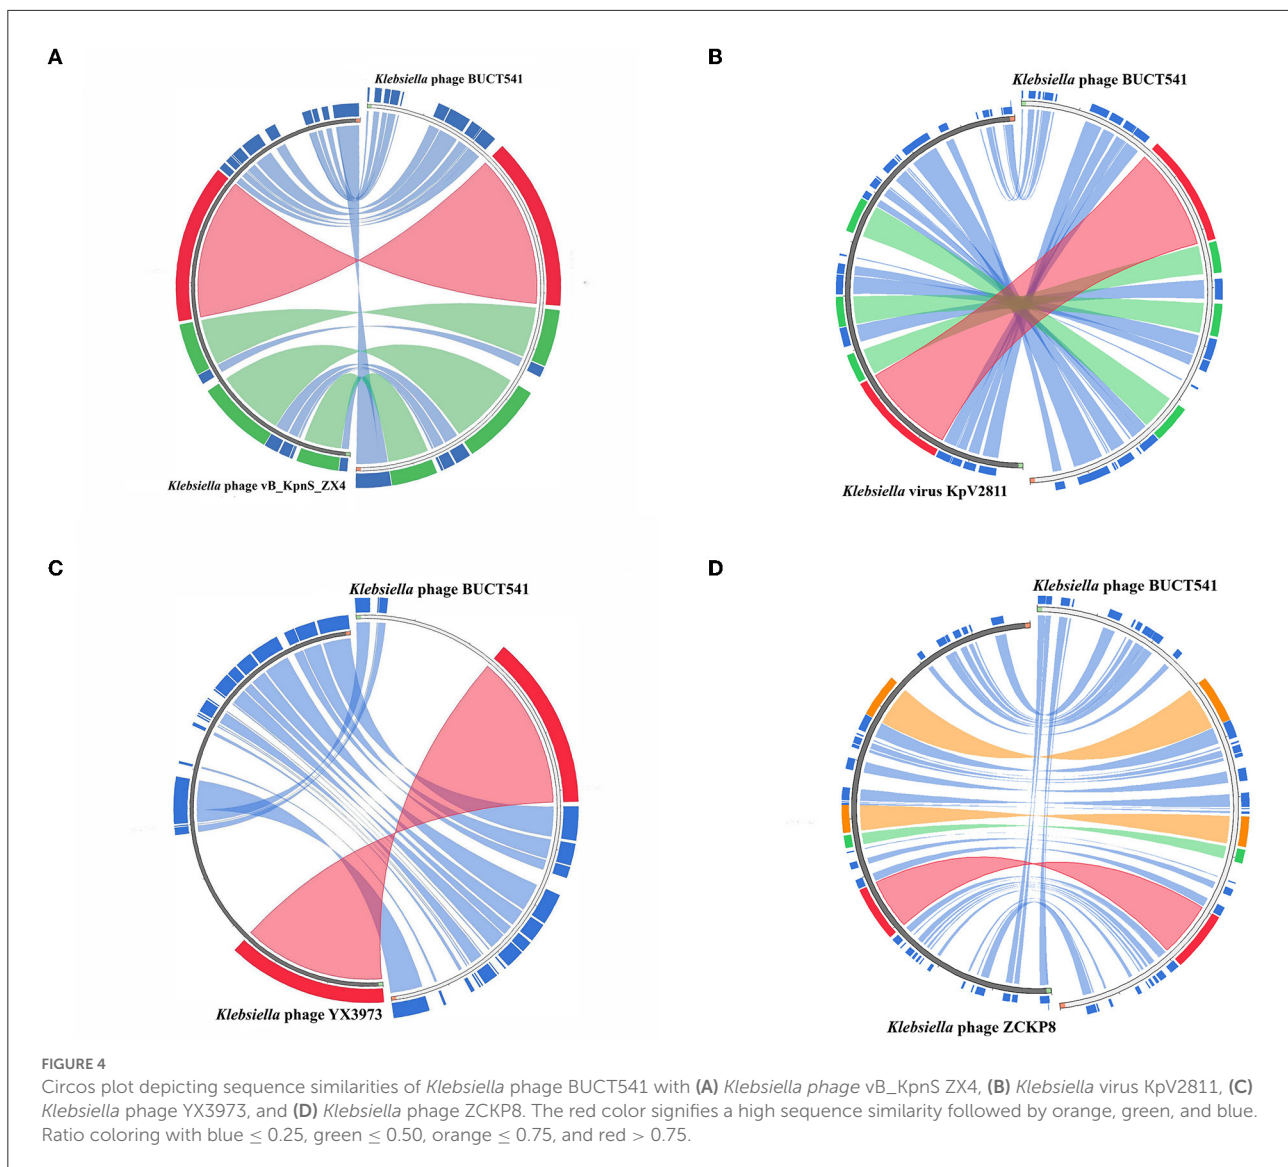 A
Klebsiella phage BUCT541
Klebsiella phage vB_KpnS_ZX4
B
Klebsiella phage BUCT541
Klebsiella virus KpV2811
C
Klebsiella phage BUCT541
Klebsiella phage YX3973
D
Klebsiella phage BUCT541
Klebsiella phage ZCKP8
FIGURE 4
Circos plot depicting sequence similarities of Klebsiella phage BUCT541 with (A) Klebsiella phage vB_KpnS ZX4, (B) Klebsiella virus KpV2811, (C)
Klebsiella phage YX3973, and (D) Klebsiella phage ZCKP8. The red color signifies a high sequence similarity followed by orange, green, and blue.
Ratio coloring with blue ≤ 0.25, green ≤ 0.50, orange ≤ 0.75, and red > 0.75.